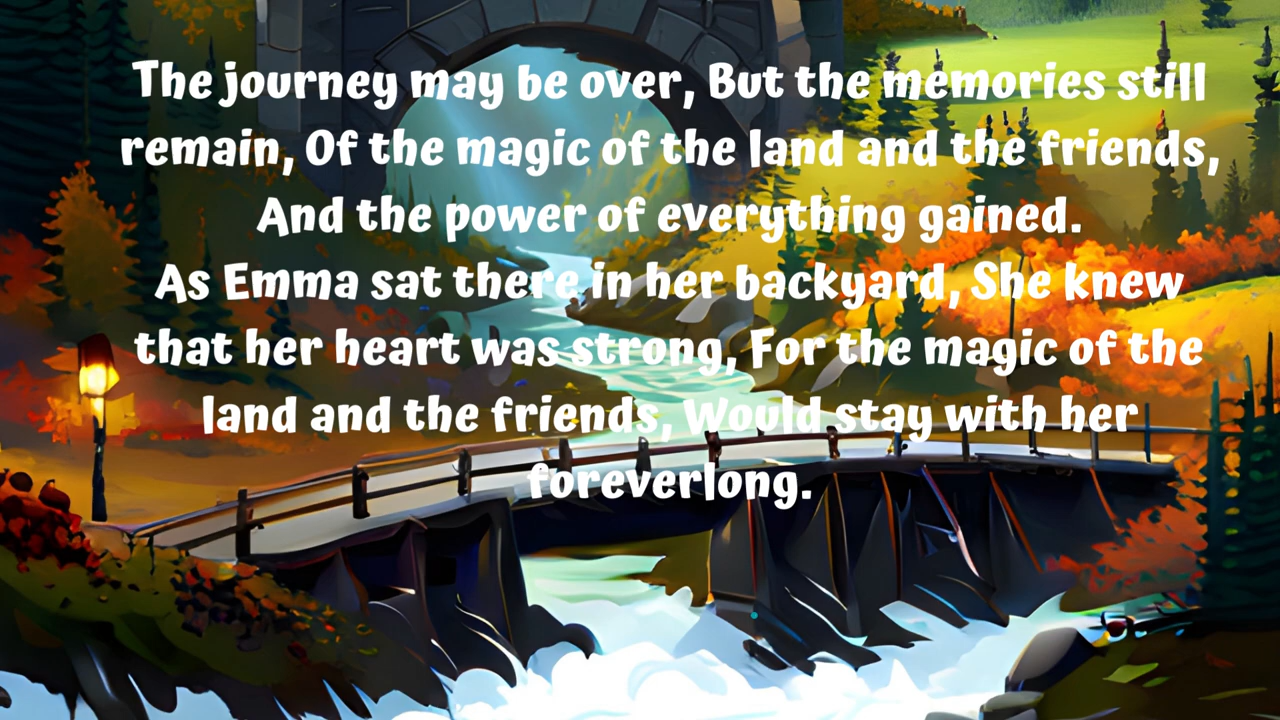 The journey may be over, But the memories still
remain, Of the magic of the land and the friends,
And the power of everything gained.
As Emma sat there in her backyard, She knew
that her heart was strong, For the magic of the
land and the friends, Would stay with her
foreverlong.